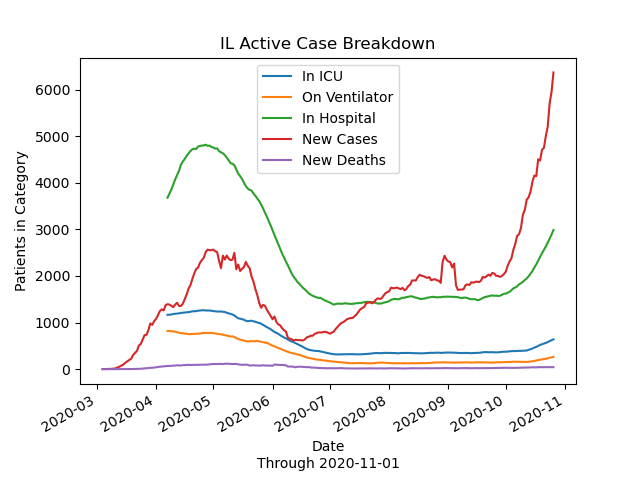 IL Active Case Breakdown
In ICU
On Ventilator
In Hospital
New Cases
New Deaths
Patients in Category
6000
5000
4000
3000
2000
1000
0
2020-03
2020-04
2020-05
2020-06
2020-07
2020-08
2020-09
2020-10
2020-11
Date
Through 2020-11-01